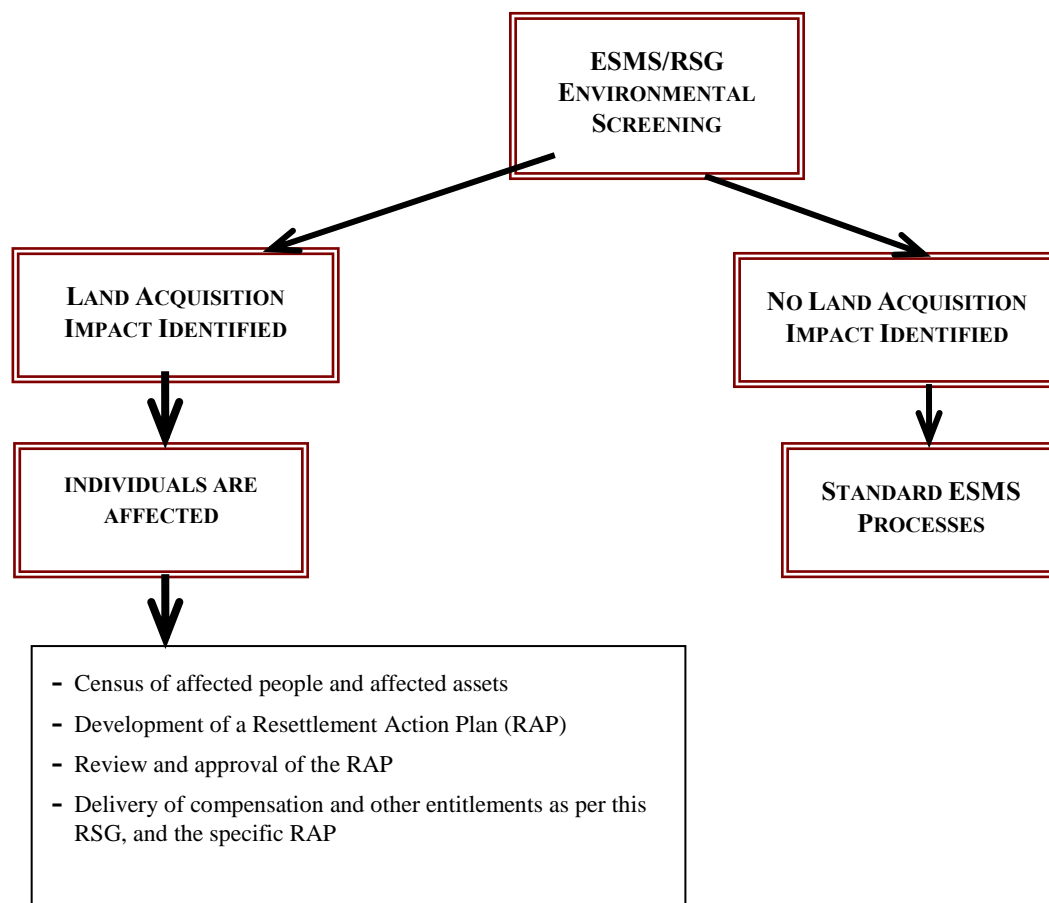 ESMS/RSG
ENVIRONMENTAL
SCREENING
LAND ACQUISITION
IMPACT IDENTIFIED
NO LAND ACQUISITION
IMPACT IDENTIFIED
INDIVIDUALS ARE
AFFECTED
STANDARD ESMS
PROCESSES
- Census of affected people and affected assets
- Development of a Resettlement Action Plan (RAP)
- Review and approval of the RAP
- Delivery of compensation and other entitlements as per this
RSG, and the specific RAP